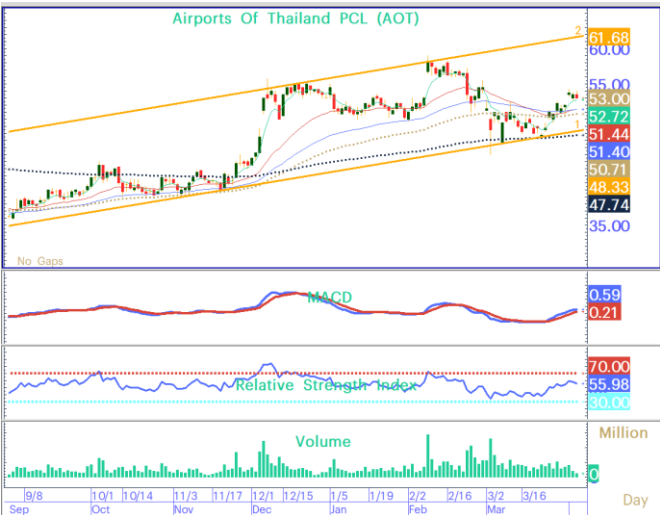 Airports Of Thailand PCL (AOT)
2
61.68
60.00
55.00
53.00
52.72
51.44
51.40
50.71
48.33
47.74
35.00
1
No Gaps
MACD
0.59
0.21
Relative Strength Index
70.00
55.98
30.00
Volume
Million
0
9/8 10/1 10/14 11/3 11/17 12/1 12/15 1/5 1/19 2/2 2/16 3/2 3/16
Sep Oct Nov Dec Jan Feb Mar
Day